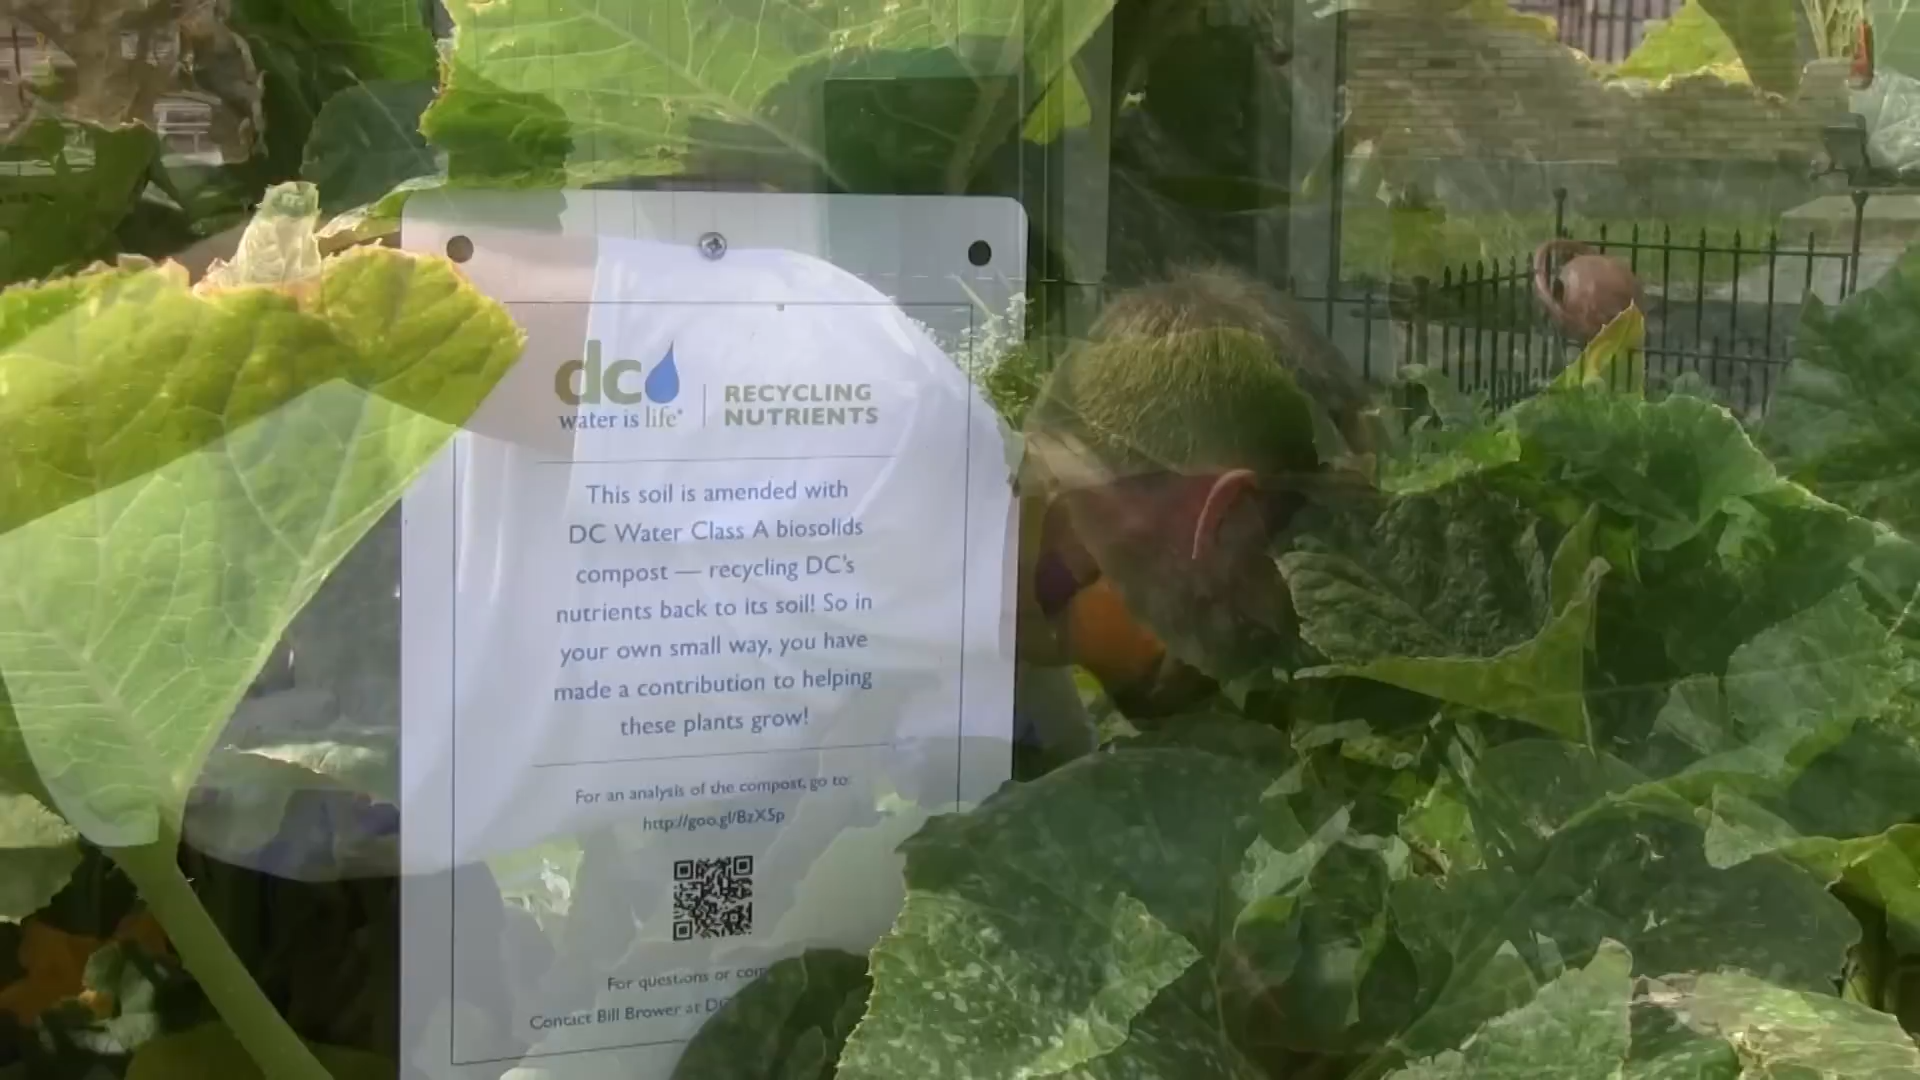 dc
water is life®
RECYCLING
NUTRIENTS
This soil is amended with
DC Water Class A biosolids
compost — recycling DC's
nutrients back to its soil! So in
your own small way, you have
made a contribution to helping
these plants grow!
For an analysis of the compost, go to:
http://goo.gl/BzX5p
For questions or
Contact Bill Brower at